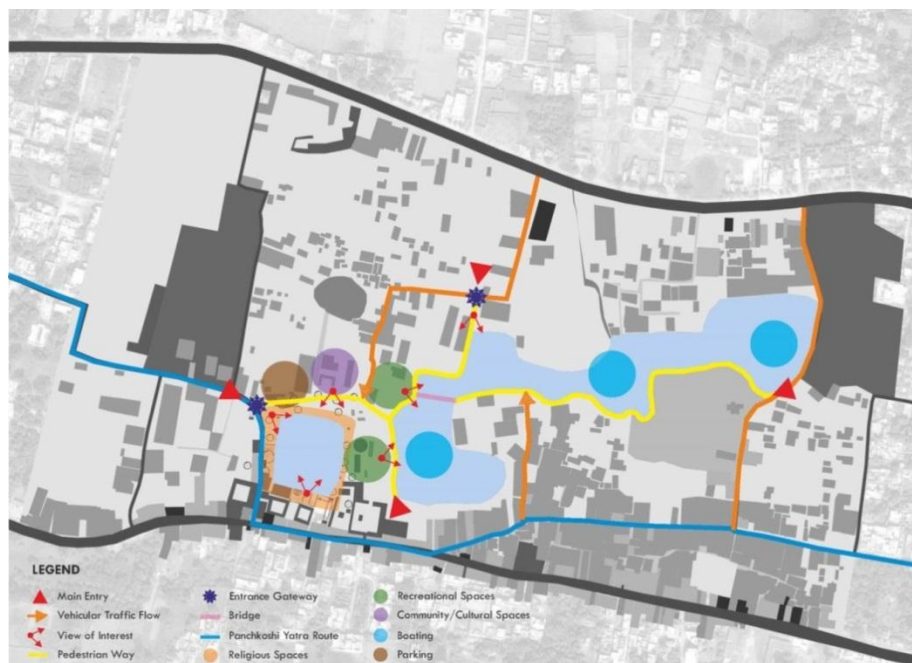 LEGEND
Main Entry
Vehicular Traffic Flow
View of Interest
Pedestrian Way
Entrance Gateway
Bridge
Panchkoshi Yatra Route
Religious Spaces
Recreational Spaces
Community/Cultural Spaces
Boating
Parking